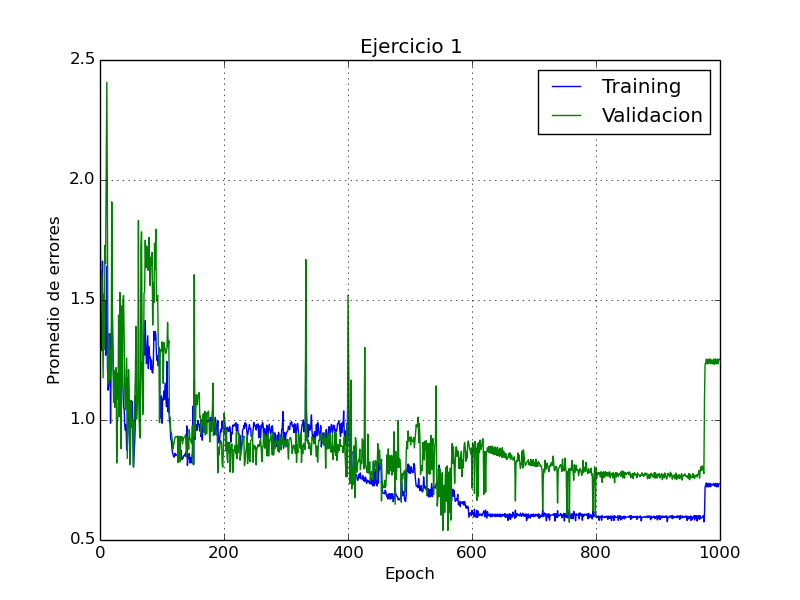 Ejercicio 1
Training
Validacion
Promedio de errores
2.5
2.0
1.5
1.0
0.5
0
200
400
600
800
1000
Epoch